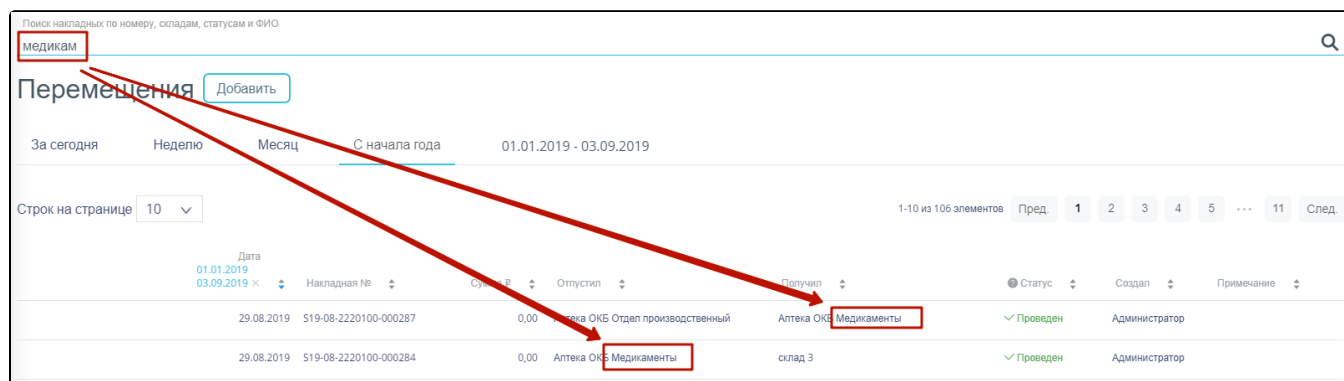 Поиск накладных по номеру, складам, статусам и ФИО
медикам
Перемещения Добавить
За сегодня Неделю Месяц С начала года 01.01.2019 - 03.09.2019
Строк на странице 10 1-10 из 106 элементов Пред. 1 2 3 4 5 ... 11 След.
Дата
01.01.2019
03.09.2019 × Накладная № Сумма ₽ Отпустил Получил Статус Создал Примечание
29.08.2019 S19-08-2220100-000287 0,00 Аптека ОКБ Отдел производственный Аптека ОКБ Медикаменты Проведен Администратор
29.08.2019 S19-08-2220100-000284 0,00 Аптека ОКБ Медикаменты склад 3 Проведен Администратор